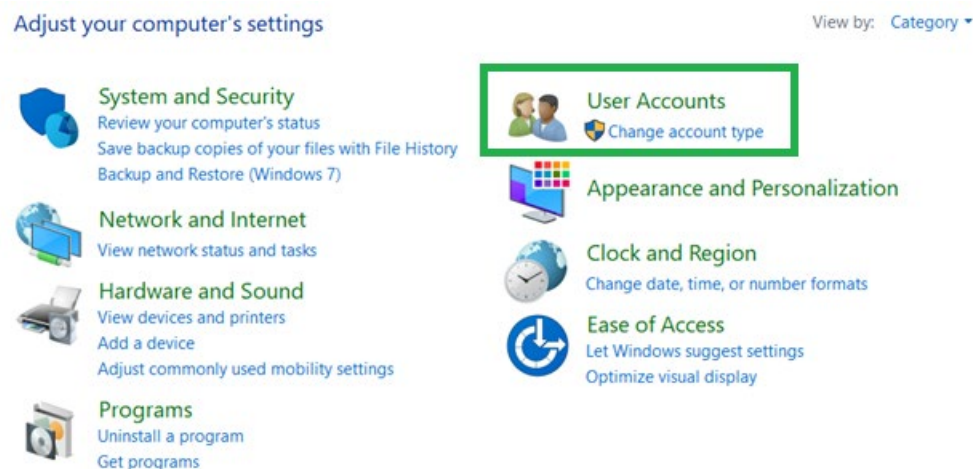 Adjust your computer's settings
View by: Category
System and Security
Review your computer's status
Save backup copies of your files with File History
Backup and Restore (Windows 7)
Network and Internet
View network status and tasks
Hardware and Sound
View devices and printers
Add a device
Adjust commonly used mobility settings
Programs
Uninstall a program
Get programs
User Accounts
Change account type
Appearance and Personalization
Clock and Region
Change date, time, or number formats
Ease of Access
Let Windows suggest settings
Optimize visual display